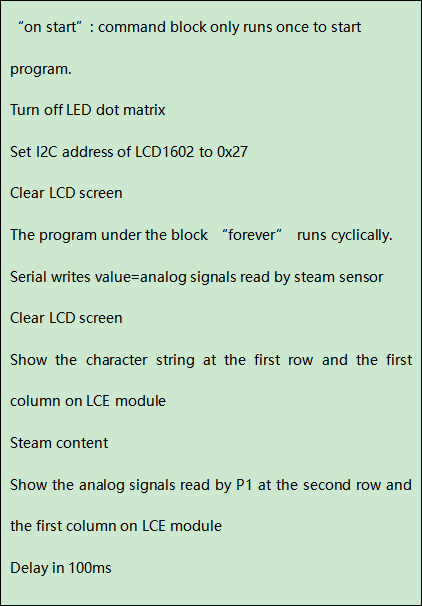 “on start” : command block only runs once to start
program.
Turn off LED dot matrix
Set I2C address of LCD1602 to 0x27
Clear LCD screen
The program under the block “forever” runs cyclically.
Serial writes value=analog signals read by steam sensor
Clear LCD screen
Show the character string at the first row and the first
column on LCE module
Steam content
Show the analog signals read by P1 at the second row and
the first column on LCE module
Delay in 100ms